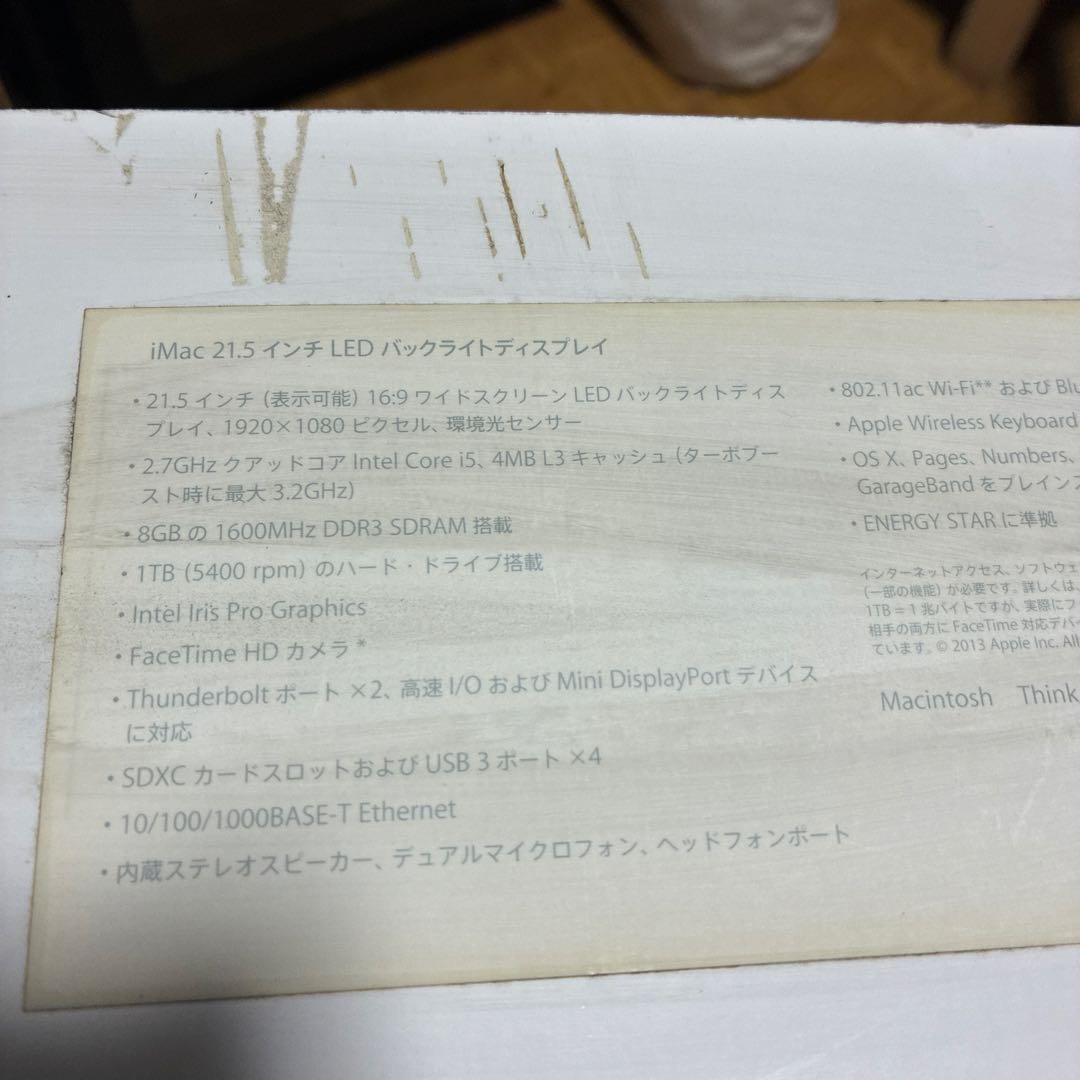 iMac 21.5 インチ LED バックライトディスプレイ
・21.5 インチ（表示可能）16:9 ワイドスクリーン LED バックライトディス
プレイ、1920×1080 ピクセル、環境光センサー
・2.7GHz クアッドコア Intel Core i5、4MB L3 キャッシュ（ターボブー
スト時に最大 3.2GHz）
・8GB の 1600MHz DDR3 SDRAM 搭載
・1TB（5400 rpm）のハード・ドライブ搭載
・Intel Iris Pro Graphics
・FaceTime HD カメラ *
・Thunderbolt ポート ×2、高速 I/O および Mini DisplayPort デバイス
に対応
・SDXC カードスロットおよび USB 3 ポート ×4
・10/100/1000BASE-T Ethernet
・内蔵ステレオスピーカー、デュアルマイクロフォン、ヘッドフォンポート
・802.11ac Wi-Fi** および Blu
・Apple Wireless Keyboard
・OS X、Pages、Numbers、
GarageBand をプレインス
・ENERGY STAR に準拠
インターネットアクセス、ソフトウェ
（一部の機能）が必要です。詳しくは、
1TB = 1 兆バイトですが、実際にフ
相手の両方に FaceTime 対応デバイ
ています。© 2013 Apple Inc. All
Macintosh Think